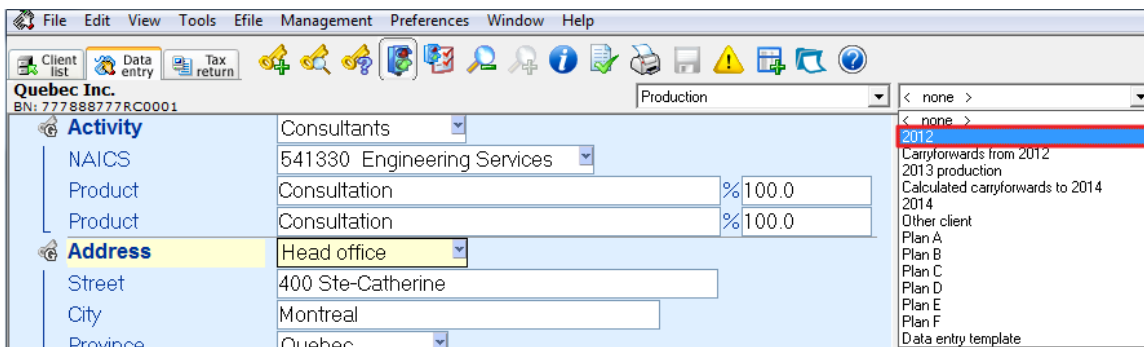 File Edit View Tools Efile Management Preferences Window Help
Client list Data entry Tax return
Quebec Inc.
BN: 777888777RC0001
Production
< none >
Activity Consultants
NAICS 541330 Engineering Services
Product Consultation % 100.0
Product Consultation % 100.0
Address Head office
Street 400 Ste-Catherine
City Montreal
Province Quebec
< none >
2012
Carryforwards from 2012
2013 production
Calculated carryforwards to 2014
2014
Other client
Plan A
Plan B
Plan C
Plan D
Plan E
Plan F
Data entry template